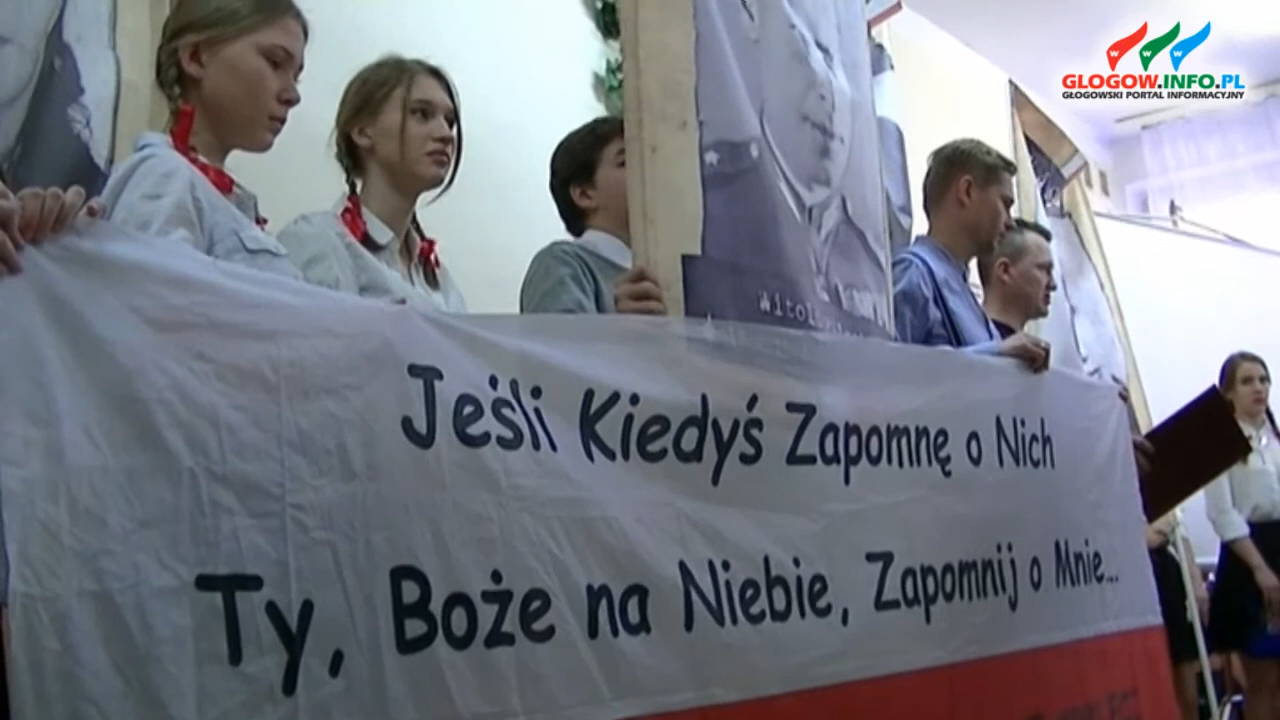 GLOGOW.INFO.PL
GŁOGOWSKI PORTAL INFORMACYJNY
Jeśli Kiedyś Zapomnę o Nich
Ty, Boże na Niebie, Zapomnij o Mnie...